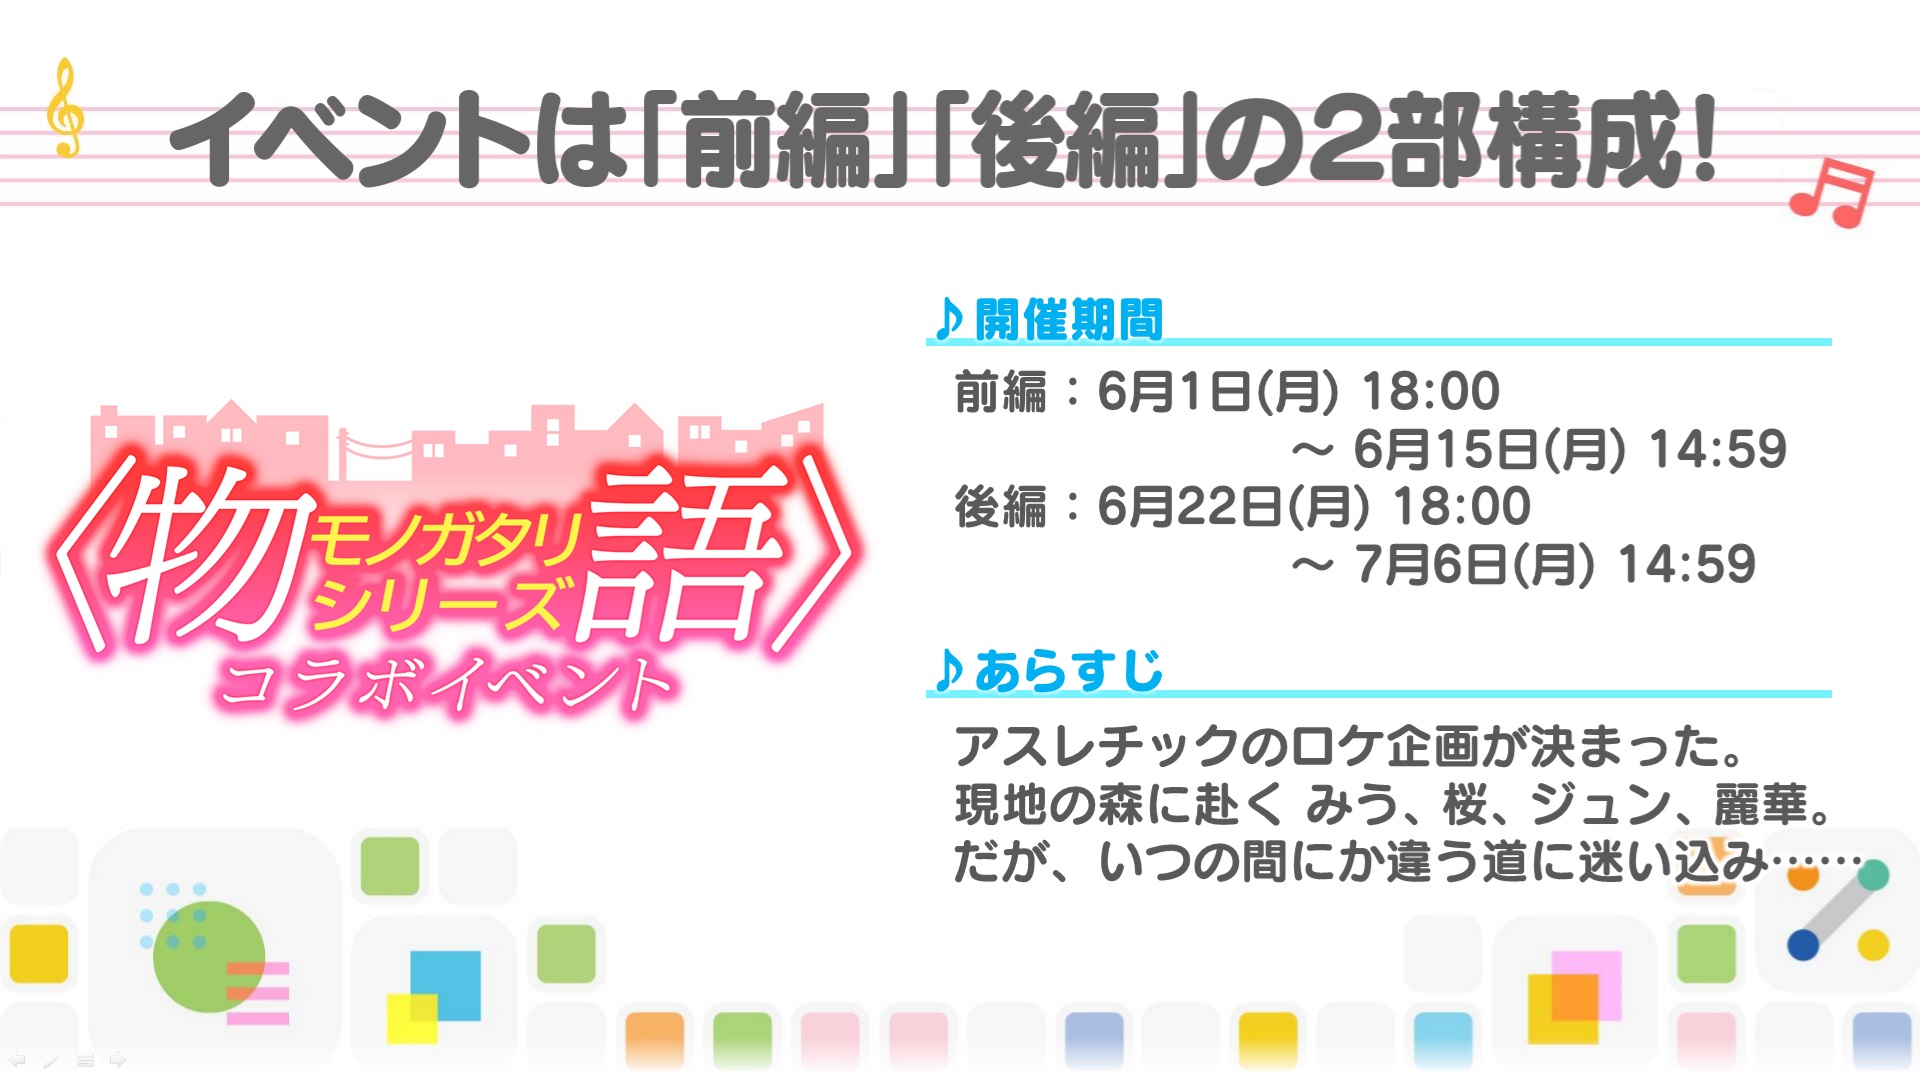 イベントは「前編」「後編」の2部構成!
〈物語〉
モノガタリ
シリーズ
コラボイベント
♪開催期間
前編:6月1日(月) 18:00
~ 6月15日(月) 14:59
後編:6月22日(月) 18:00
~ 7月6日(月) 14:59
♪あらすじ
アスレチックのロケ企画が決まった。
現地の森に赴く みう、桜、ジュン、麗華。
だが、いつの間にか違う道に迷い込み……